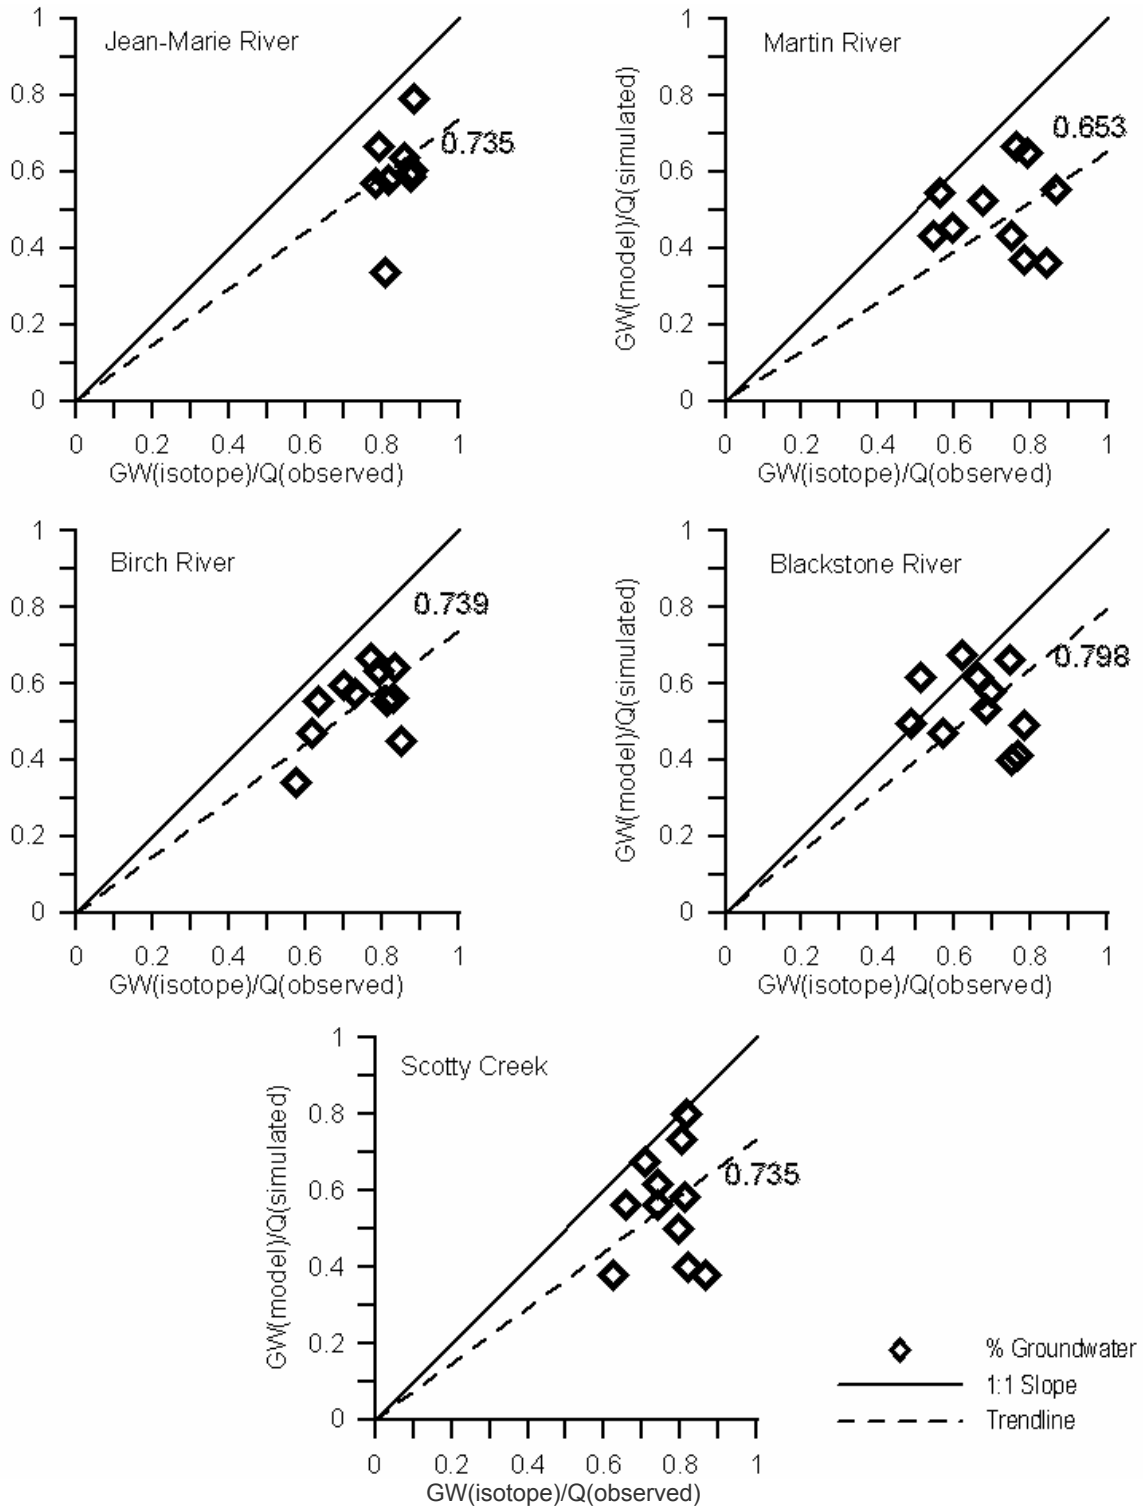 Jean-Marie River
1
0.8
0.6
0.4
0.2
0
0.735
0 0.2 0.4 0.6 0.8 1
GW(isotope)/Q(observed)
Martin River
GW(model)/Q(simulated)
1
0.8
0.6
0.4
0.2
0
0.653
0 0.2 0.4 0.6 0.8 1
GW(isotope)/Q(observed)
Birch River
1
0.8
0.6
0.4
0.2
0
0.739
0 0.2 0.4 0.6 0.8 1
GW(isotope)/Q(observed)
Blackstone River
GW(model)/Q(simulated)
1
0.8
0.6
0.4
0.2
0
0.798
0 0.2 0.4 0.6 0.8 1
GW(isotope)/Q(observed)
Scotty Creek
GW(model)/Q(simulated)
1
0.8
0.6
0.4
0.2
0
0.735
0 0.2 0.4 0.6 0.8 1
GW(isotope)/Q(observed)
% Groundwater
1:1 Slope
Trendline